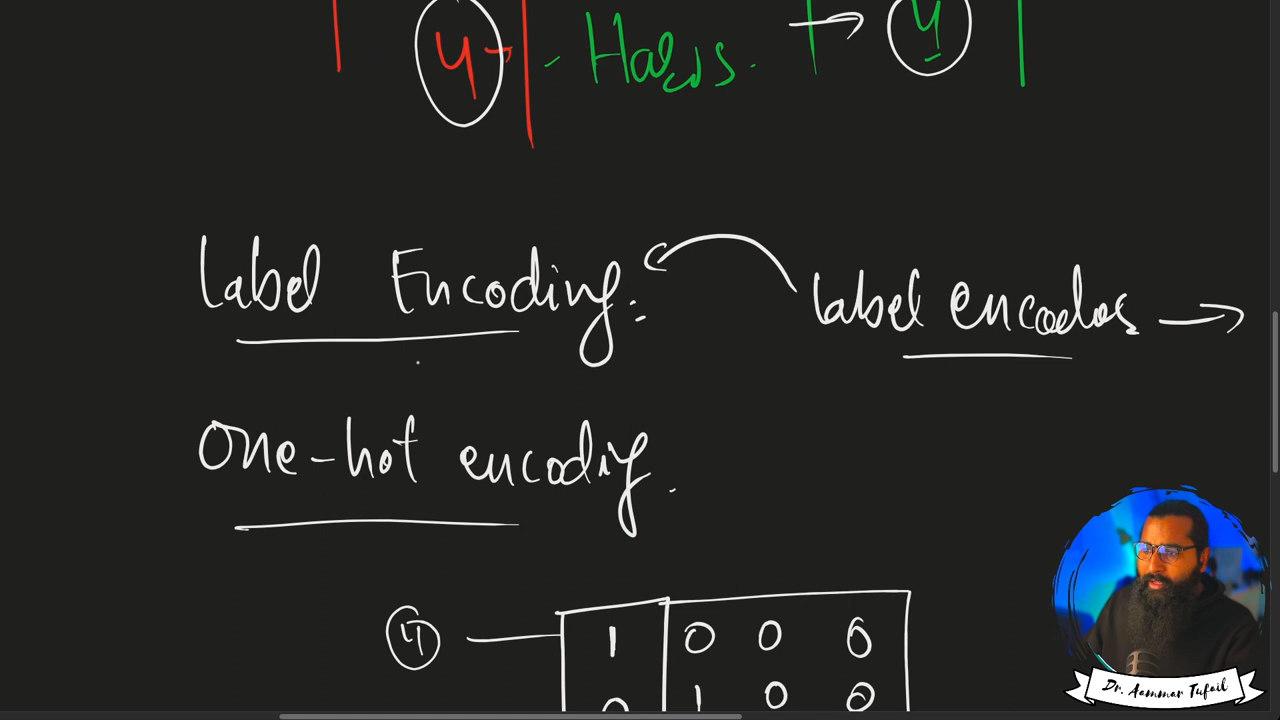 4
4
Label Encoding:
label encoder
One-hot encoding.
4
1 0 0 0
0 1 0 0
Dr. Aammar Tufail